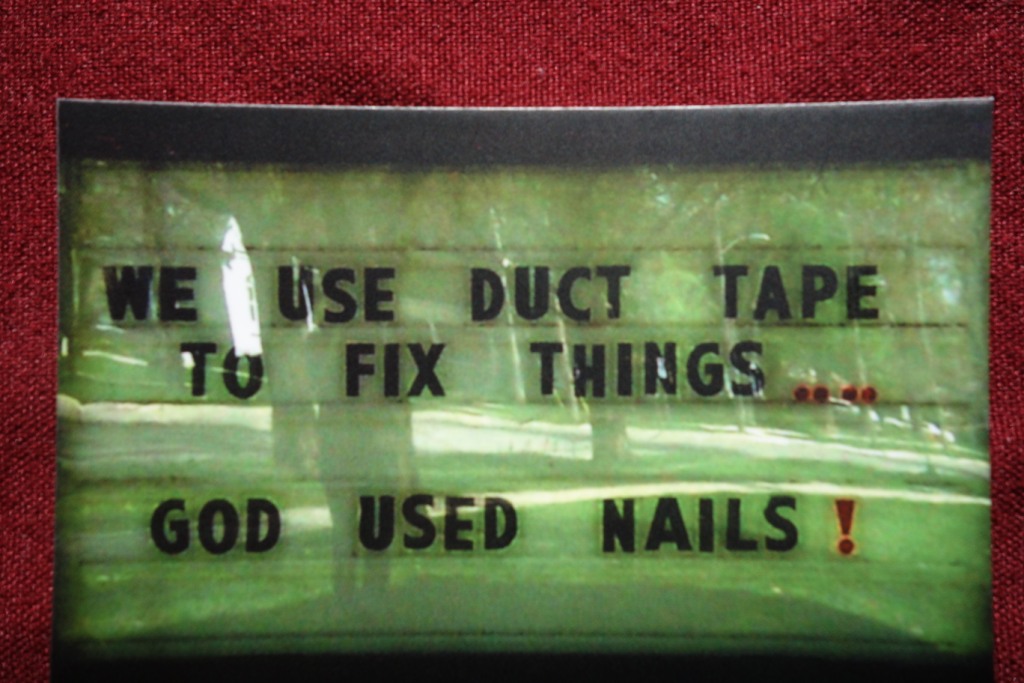 WE USE DUCT TAPE
TO FIX THINGS....
GOD USED NAILS!